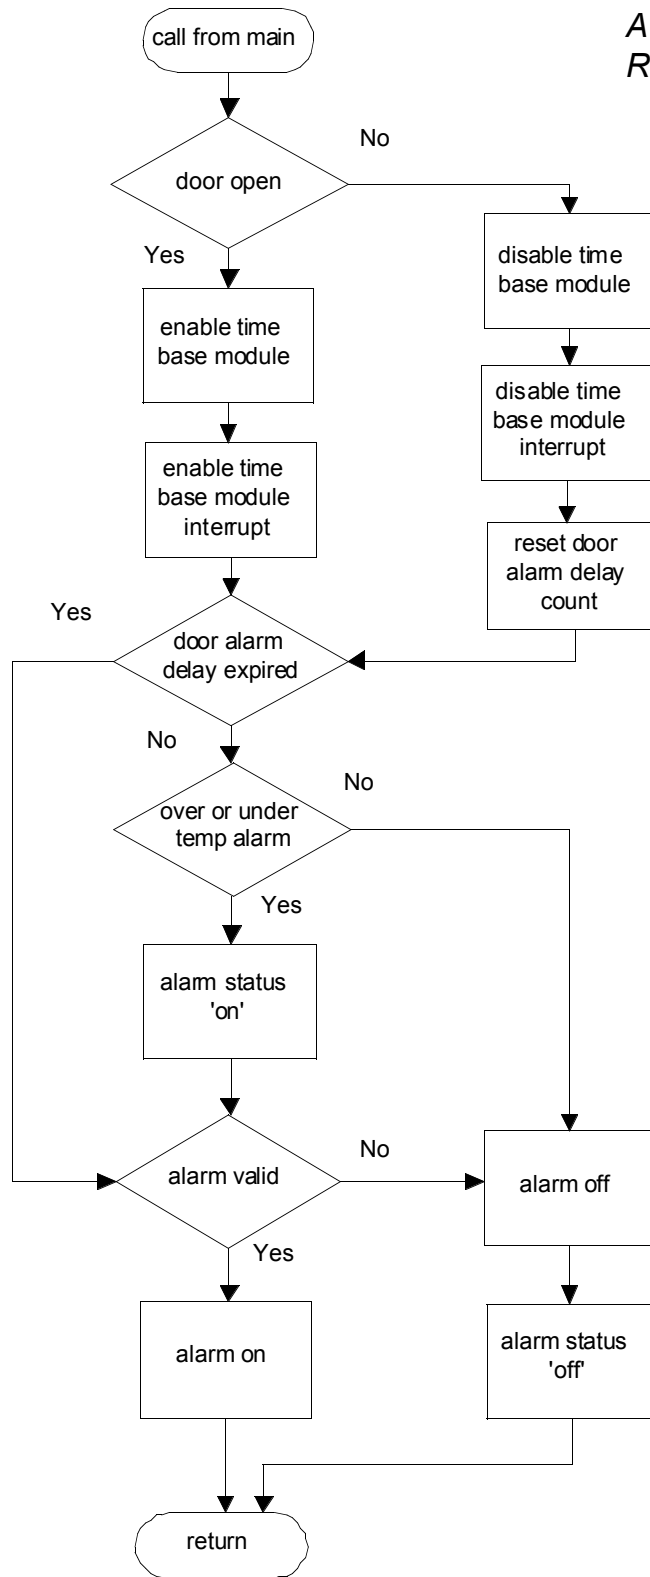 call from main
A
R
No
door open
Yes
disable time
base module
enable time
base module
disable time
base module
interrupt
enable time
base module
interrupt
reset door
alarm delay
count
Yes
door alarm
delay expired
No
No
over or under
temp alarm
Yes
alarm status
'on'
No
alarm valid
alarm off
Yes
alarm on
alarm status
'off'
return